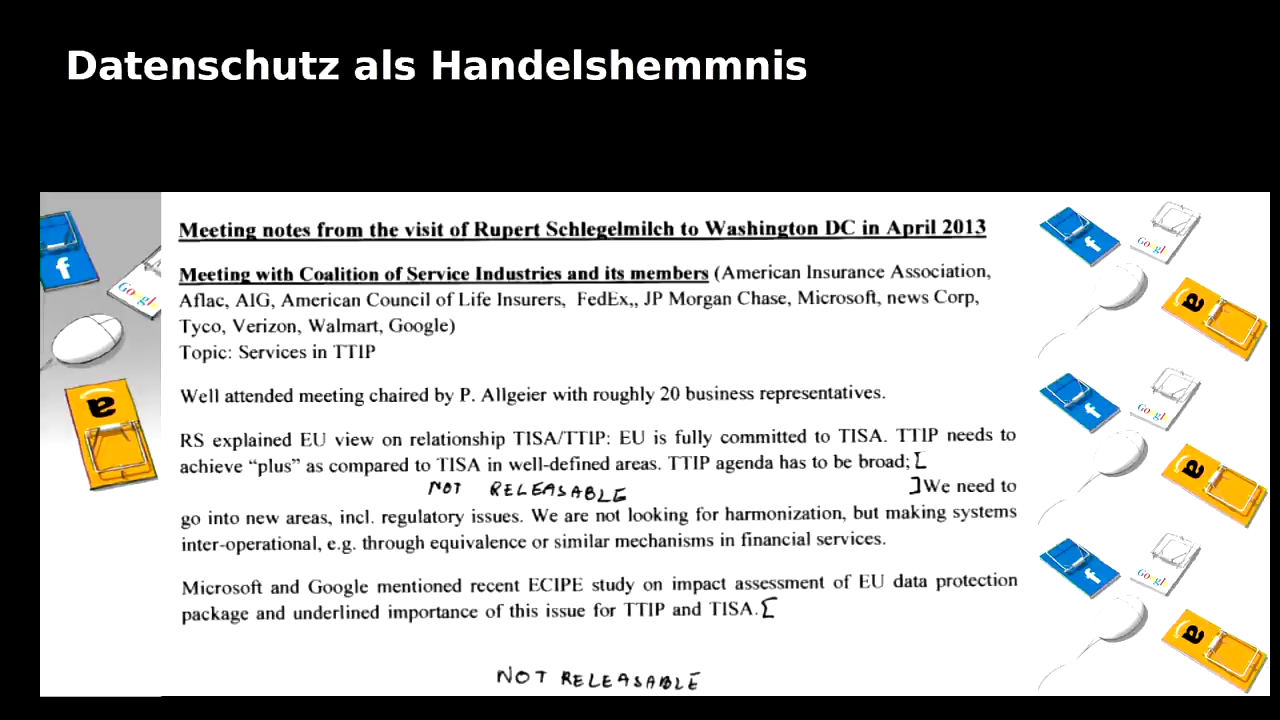 Datenschutz als Handelshemmnis
Meeting notes from the visit of Rupert Schlegelmilch to Washington DC in April 2013
Meeting with Coalition of Service Industries and its members (American Insurance Association,
Aflac, AIG, American Council of Life Insurers, FedEx,, JP Morgan Chase, Microsoft, news Corp,
Tyco, Verizon, Walmart, Google)
Topic: Services in TTIP
Well attended meeting chaired by P. Allgeier with roughly 20 business representatives.
RS explained EU view on relationship TISA/TTIP: EU is fully committed to TISA. TTIP needs to
achieve “plus” as compared to TISA in well-defined areas. TTIP agenda has to be broad; [
NOT RELEASABLE ] We need to
go into new areas, incl. regulatory issues. We are not looking for harmonization, but making systems
inter-operational, e.g. through equivalence or similar mechanisms in financial services.
Microsoft and Google mentioned recent ECIPE study on impact assessment of EU data protection
package and underlined importance of this issue for TTIP and TISA. [
NOT RELEASABLE
f
Google
a
f
Google
a
f
Google
a
f
Google
a